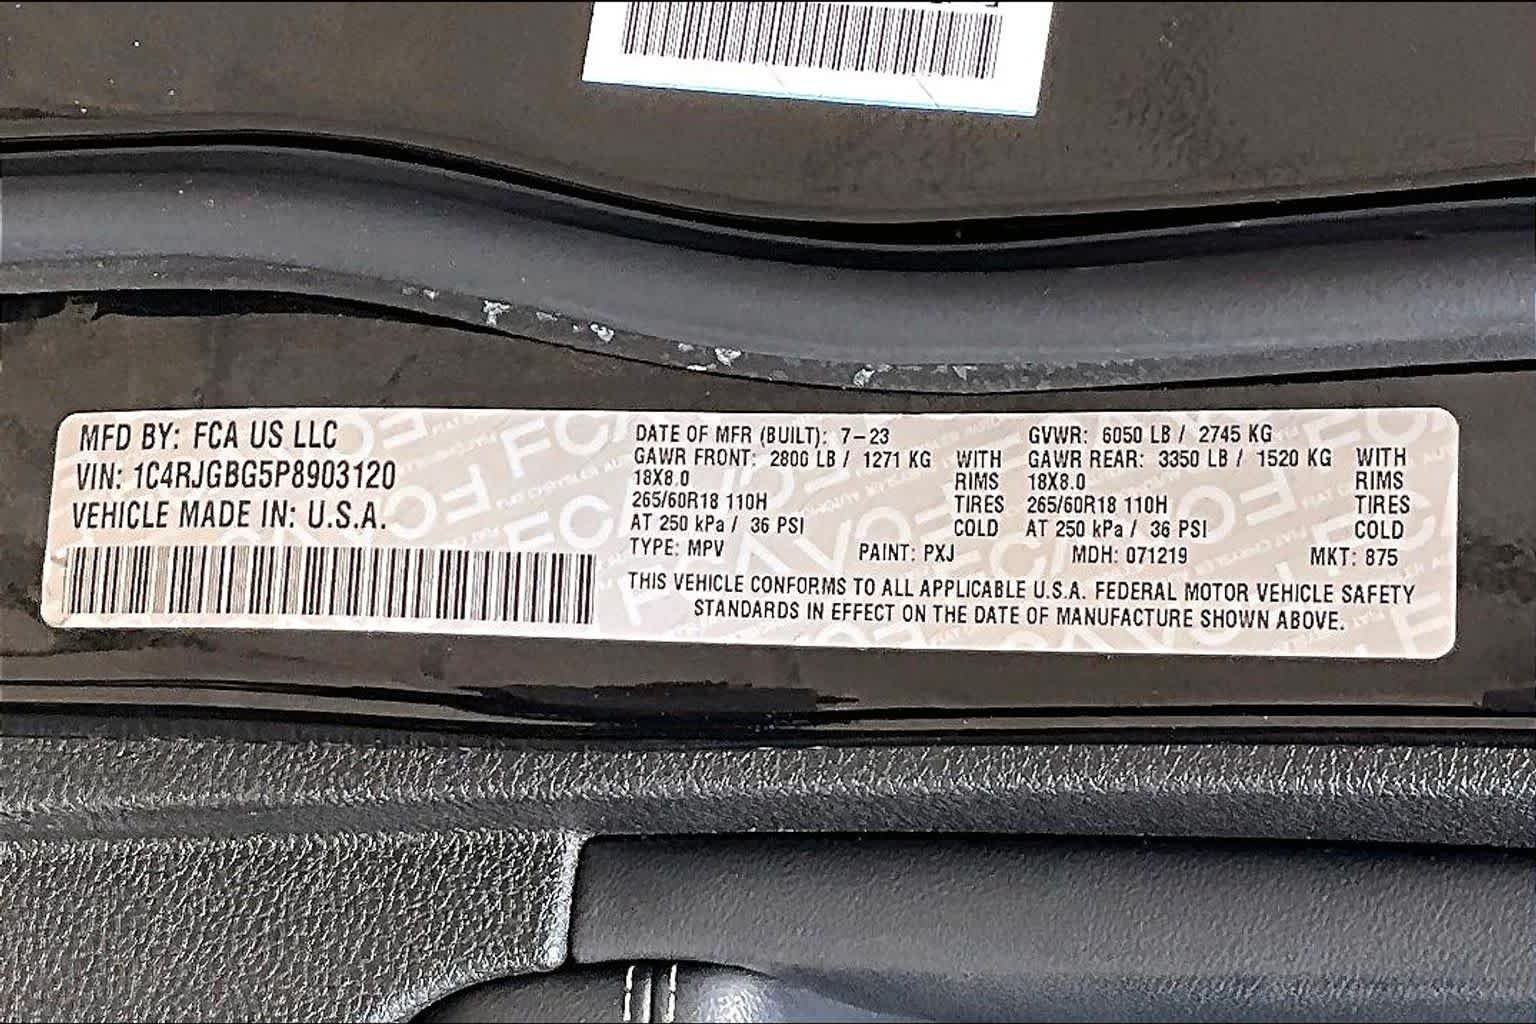 MFD BY: FCA US LLC
VIN: 1C4RJGBG5P8903120
VEHICLE MADE IN: U.S.A.
DATE OF MFR (BUILT): 7-23
GVWR: 6050 LB / 2745 KG
GAWR FRONT: 2800 LB / 1271 KG WITH
18X8.0 RIMS
265/60R18 110H TIRES
AT 250 kPa / 36 PSI COLD
GAWR REAR: 3350 LB / 1520 KG WITH
18X8.0 RIMS
265/60R18 110H TIRES
AT 250 kPa / 36 PSI COLD
TYPE: MPV PAINT: PXJ MDH: 071219 MKT: 875
THIS VEHICLE CONFORMS TO ALL APPLICABLE U.S.A. FEDERAL MOTOR VEHICLE SAFETY
STANDARDS IN EFFECT ON THE DATE OF MANUFACTURE SHOWN ABOVE.